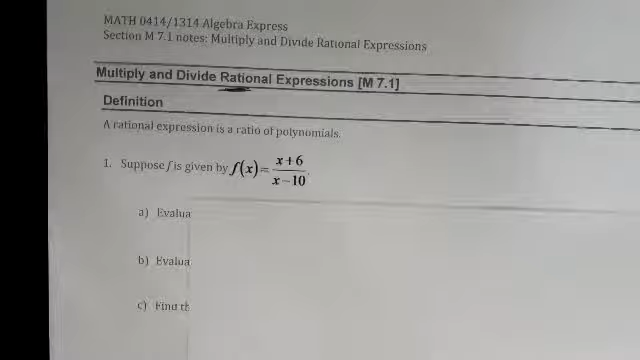 MATH 0414/1314 Algebra Express
Section M 7.1 notes: Multiply and Divide Rational Expressions
Multiply and Divide Rational Expressions [M 7.1]
Definition
A rational expression is a ratio of polynomials.
1. Suppose f is given by f(x)=\frac{x+6}{x-10}.
a) Evalua
b) Evalua
c) Find th